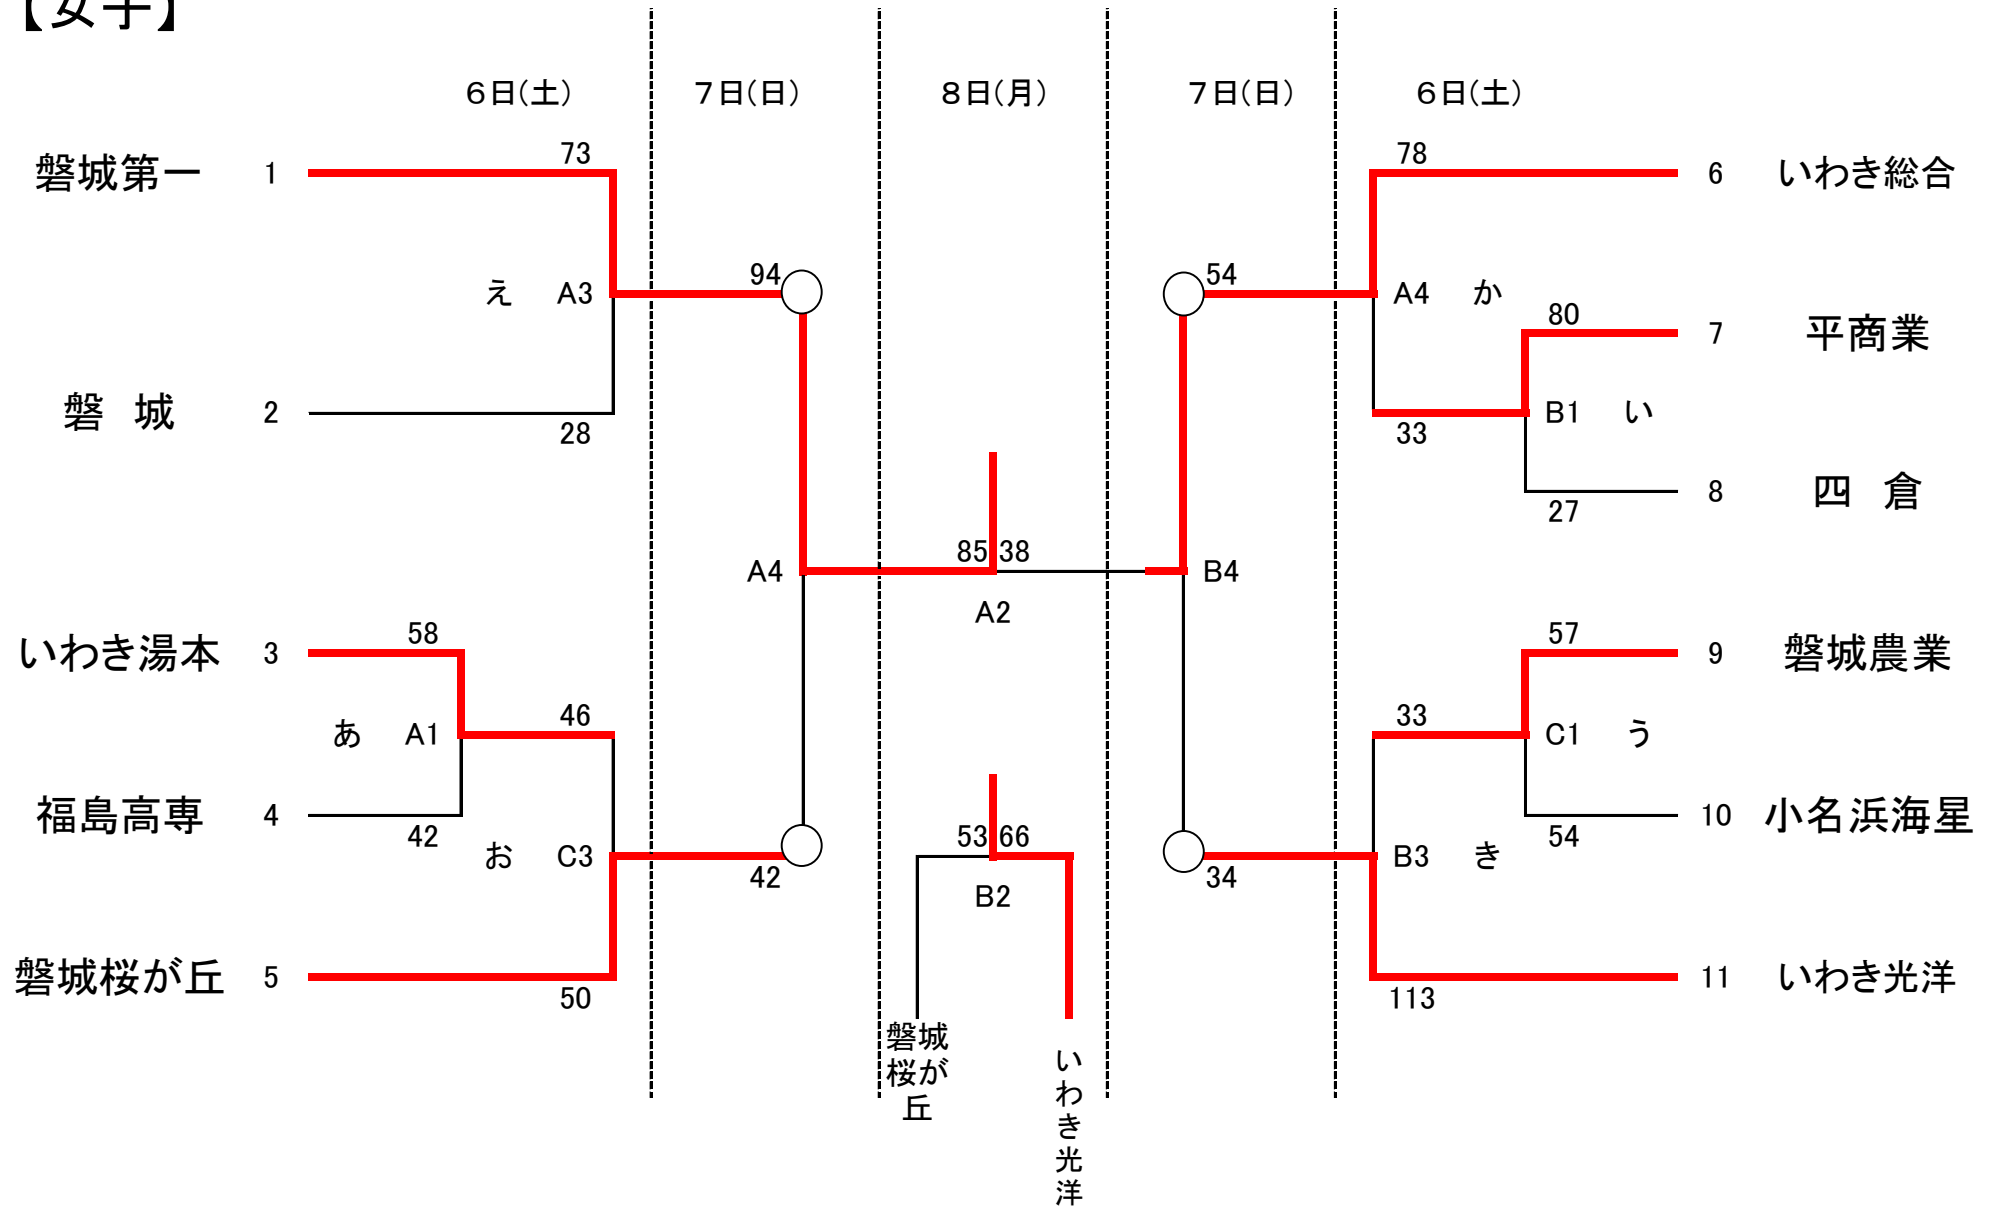 【女子】
６日(土)
７日(日)
８日(月)
７日(日)
６日(土)
磐城第一 1 73
78 6 いわき総合
94
54
え A3
A4 か
80
7 平商業
磐 城 2
28
33
B1 い
8 四 倉
27
85 38
A4
B4
A2
いわき湯本 3 58
57 9 磐城農業
あ A1
46
33
C1 う
福島高専 4
42
10 小名浜海星
54
53 66
お C3
B3 き
42
34
B2
磐城桜が丘 5
50
11 いわき光洋
113
磐城
桜が
丘
いわき光洋